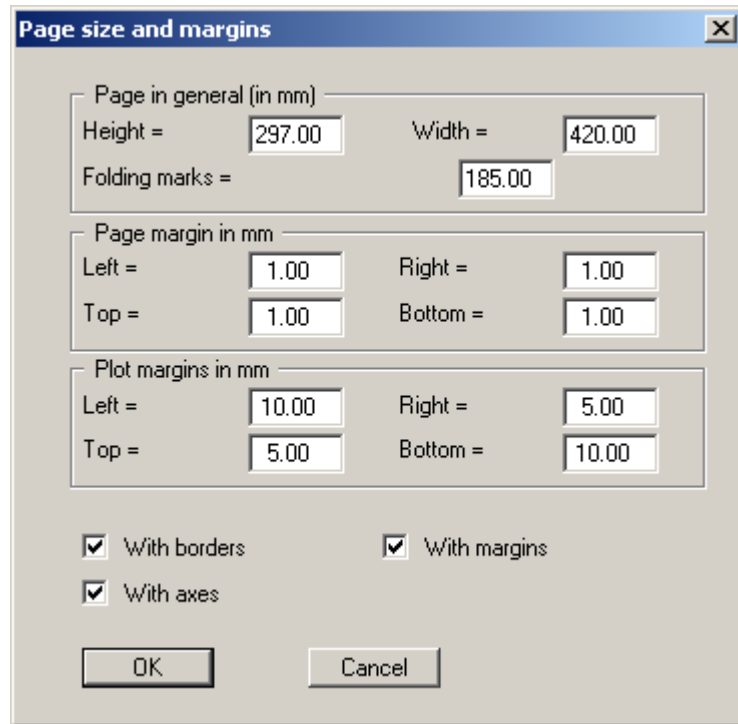 Page size and margins
Page in general (in mm)
Height = 297.00 Width = 420.00
Folding marks = 185.00
Page margin in mm
Left = 1.00 Right = 1.00
Top = 1.00 Bottom = 1.00
Plot margins in mm
Left = 10.00 Right = 5.00
Top = 5.00 Bottom = 10.00
With borders With margins
With axes
OK Cancel